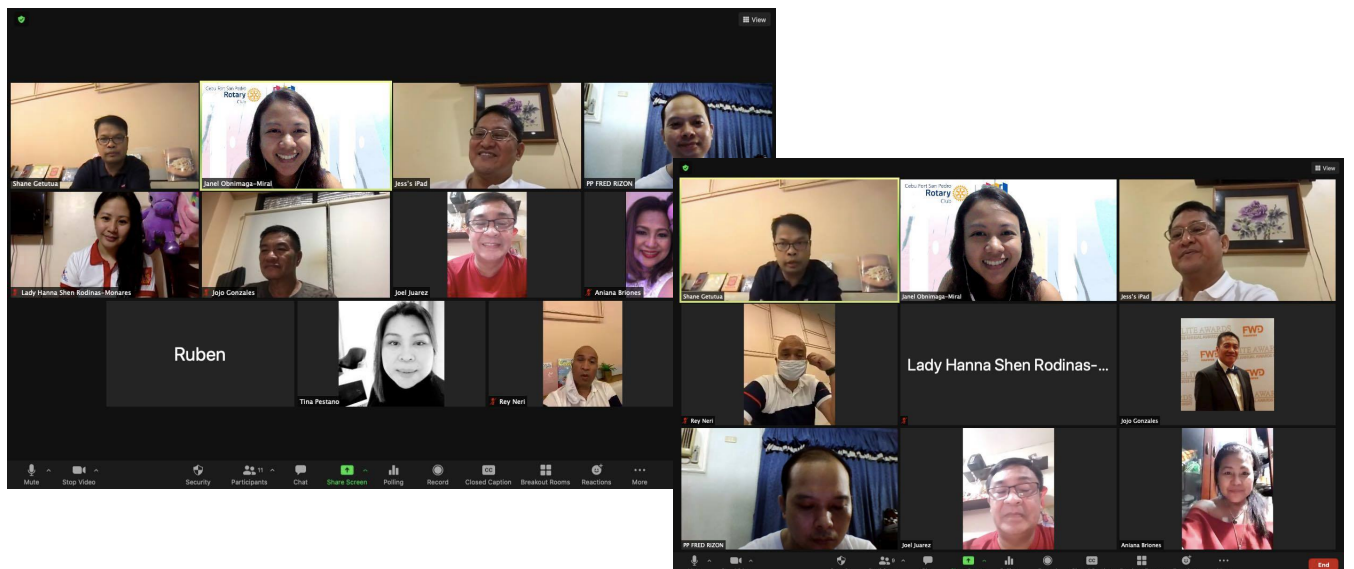 View
Cebu Fort San Pedro
Rotary
Club
Shane Getutua
Janel Obnimaga-Miral
Jess's iPad
PP FRED RIZON
Lady Hanna Shen Rodinas-Monares
Jojo Gonzales
Joel Juarez
Aniana Briones
Ruben
Tina Pestano
Rey Neri
11
CC
Mute
Stop Video
Security
Participants
Chat
Share Screen
Polling
Record
Closed Caption
Breakout Rooms
Reactions
More
View
Cebu Fort San Pedro
Rotary
Club
Shane Getutua
Janel Obnimaga-Miral
Jess's iPad
Rey Neri
Lady Hanna Shen Rodinas-...
FWD
FWD
Jojo Gonzales
PP FRED RIZON
Joel Juarez
Aniana Briones
9
CC
End